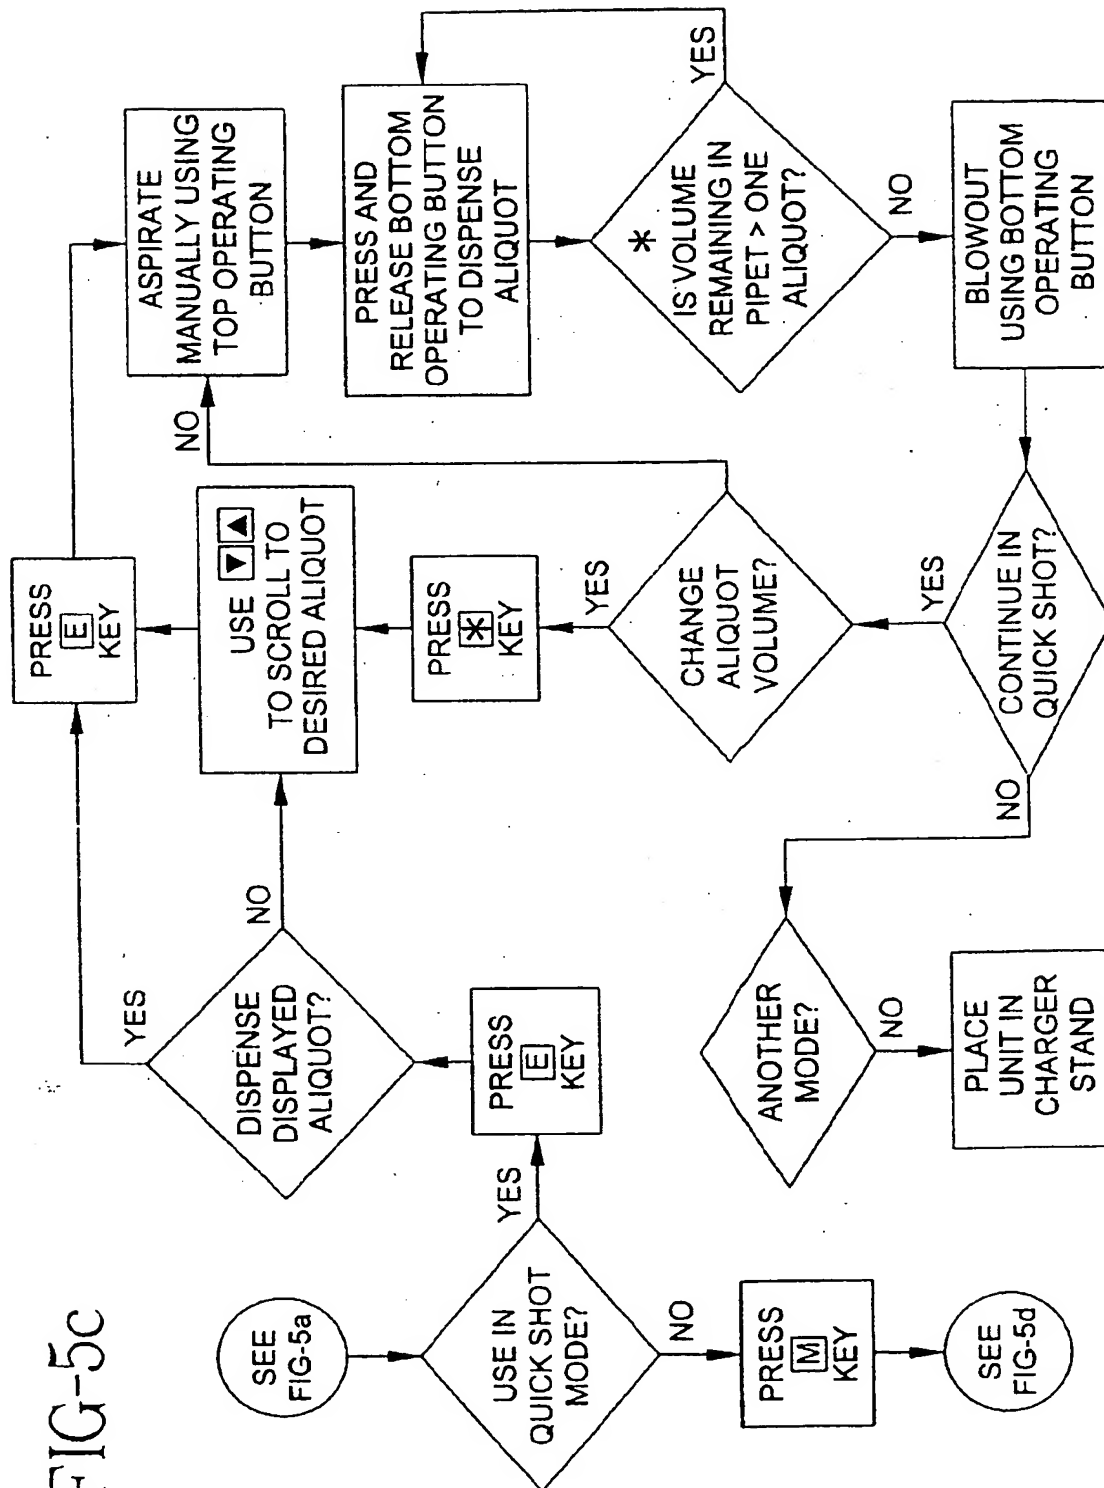 FIG-5c
SEE
FIG-5a
USE IN
QUICK SHOT
MODE?
YES
NO
PRESS
M
KEY
SEE
FIG-5d
PRESS
E
KEY
DISPENSE
DISPLAYED
ALIQUOT?
YES
NO
PRESS
E
KEY
USE ▼▲
TO SCROLL TO
DESIRED ALIQUOT
PRESS
*
KEY
YES
CHANGE
ALIQUOT
VOLUME?
NO
ASPIRATE
MANUALLY USING
TOP OPERATING
BUTTON
PRESS AND
RELEASE BOTTOM
OPERATING BUTTON
TO DISPENSE
ALIQUOT
*
IS VOLUME
REMAINING IN
PIPET > ONE
ALIQUOT?
YES
NO
BLOWOUT
USING BOTTOM
OPERATING
BUTTON
CONTINUE IN
QUICK SHOT?
YES
NO
ANOTHER
MODE?
NO
PLACE
UNIT IN
CHARGER
STAND